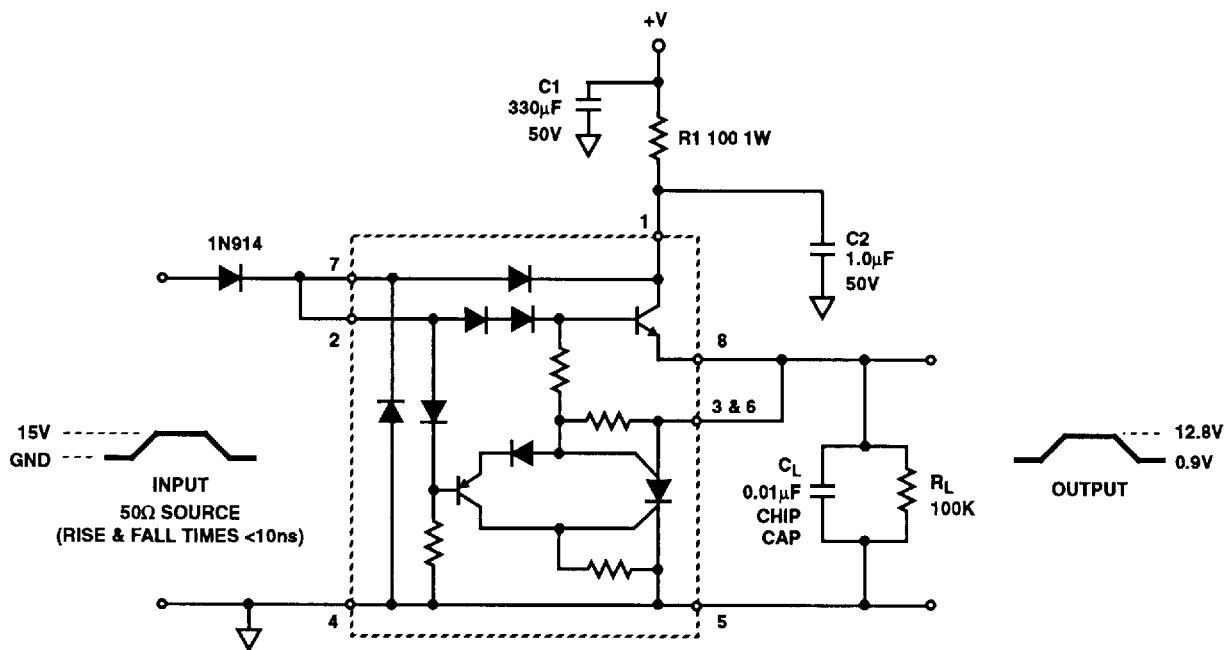 +V
C1
330µF
50V
R1 100 1W
1
C2
1.0µF
50V
1N914
7
2
8
3 & 6
15V
GND
INPUT
50Ω SOURCE
(RISE & FALL TIMES <10ns)
CL
0.01µF
CHIP
CAP
RL
100K
12.8V
0.9V
OUTPUT
4
5